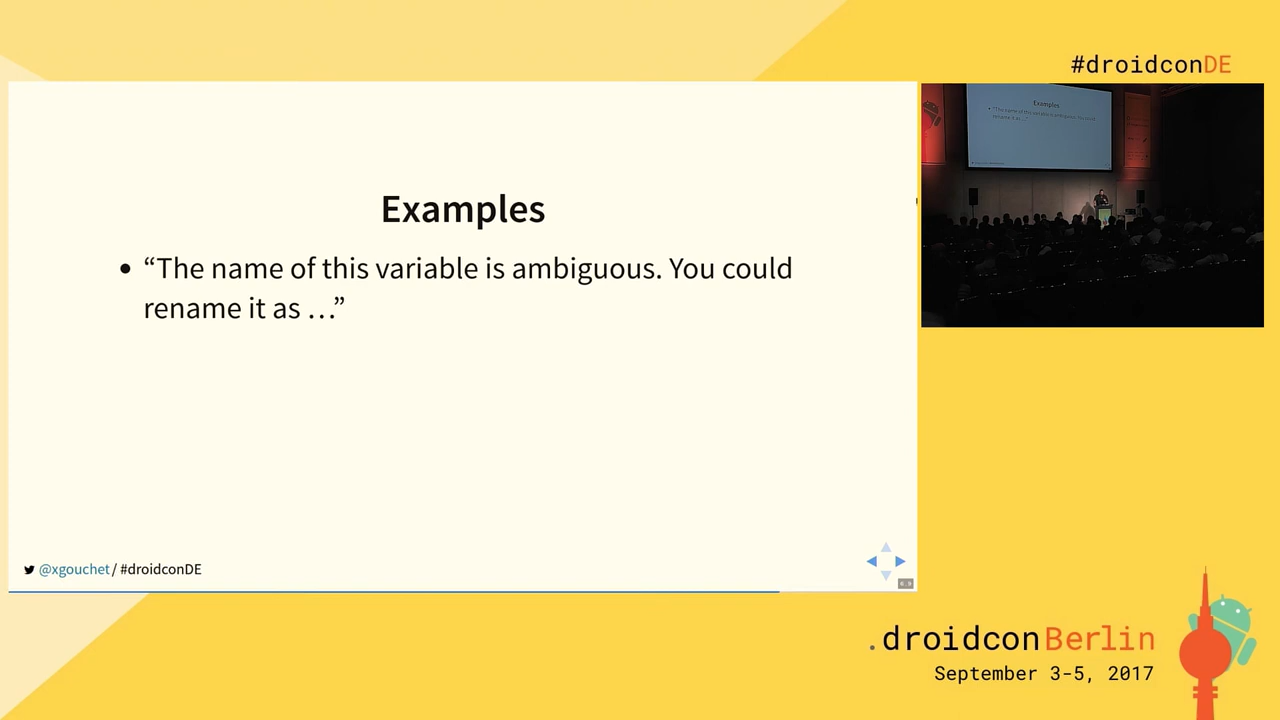 #droidconDE
Examples
• “The name of this variable is ambiguous. You could
rename it as …”
@xgouchet / #droidconDE
.droidconBerlin
September 3-5, 2017